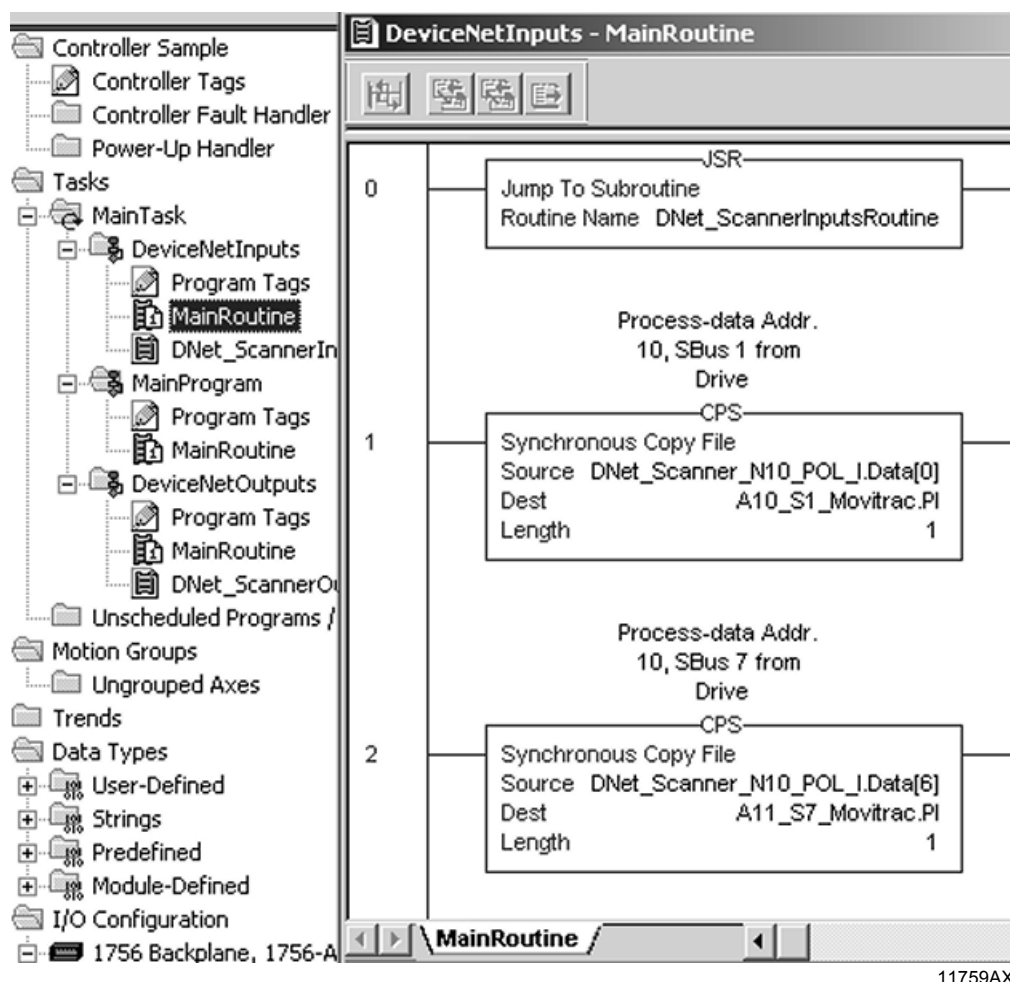 Controller Sample
Controller Tags
Controller Fault Handler
Power-Up Handler
Tasks
MainTask
DeviceNetInputs
Program Tags
MainRoutine
DNet_ScannerIn
MainProgram
Program Tags
MainRoutine
DeviceNetOutputs
Program Tags
MainRoutine
DNet_ScannerOu
Unscheduled Programs /
Motion Groups
Ungrouped Axes
Trends
Data Types
User-Defined
Strings
Predefined
Module-Defined
I/O Configuration
1756 Backplane, 1756-A
DeviceNetInputs - MainRoutine
0
JSR
Jump To Subroutine
Routine Name DNet_ScannerInputsRoutine
Process-data Addr.
10, SBus 1 from
Drive
CPS
1
Synchronous Copy File
Source DNet_Scanner_N10_POL_I.Data[0]
Dest A10_S1_Movitrac.PI
Length 1
Process-data Addr.
10, SBus 7 from
Drive
CPS
2
Synchronous Copy File
Source DNet_Scanner_N10_POL_I.Data[6]
Dest A11_S7_Movitrac.PI
Length 1
MainRoutine
11759AX